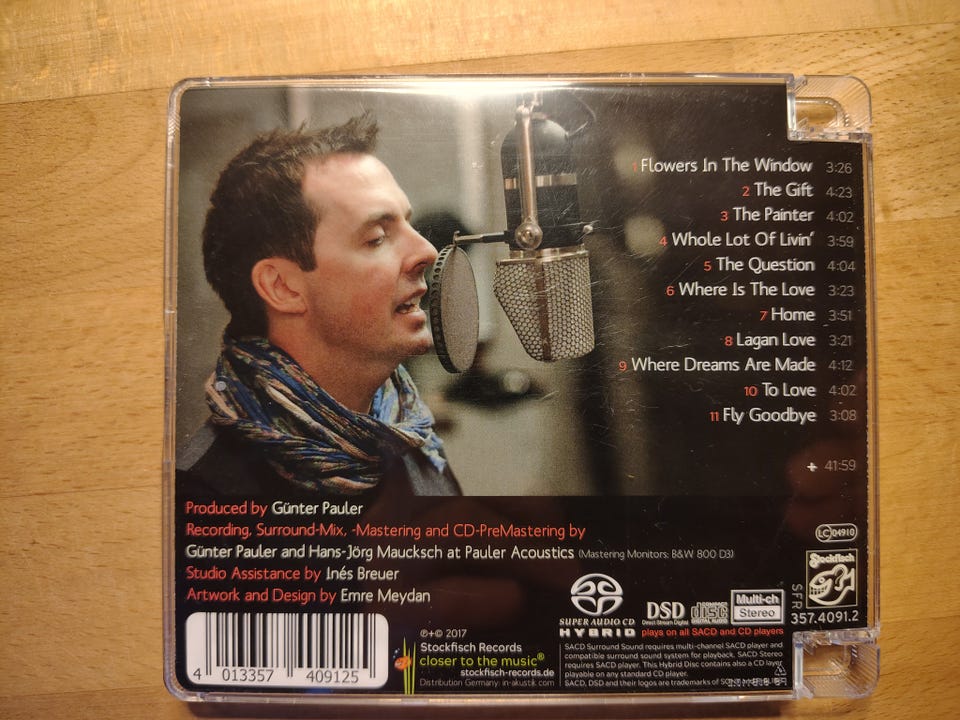 1 Flowers In The Window 3:26
2 The Gift 4:23
3 The Painter 4:02
4 Whole Lot Of Livin' 3:59
5 The Question 4:04
6 Where Is The Love 3:23
7 Home 3:51
8 Lagan Love 3:21
9 Where Dreams Are Made 4:12
10 To Love 4:02
11 Fly Goodbye 3:08
+ 41:59
Produced by Günter Pauler
Recording, Surround-Mix, -Mastering and CD-PreMastering by
Günter Pauler and Hans-Jörg Maucksch at Pauler Acoustics (Mastering Monitors: B&W 800 D3)
Studio Assistance by Inés Breuer
Artwork and Design by Emre Meydan
LC 04910
Stockfisch
SFR
357.4091.2
4 013357 409125
℗+© 2017
Stockfisch Records
closer to the music®
stockfisch-records.de
Distribution Germany: in-akustik.com
SUPER AUDIO CD
HYBRID
DSD
Direct Stream Digital
COMPACT
disc
DIGITAL AUDIO
Multi-ch
Stereo
plays on all SACD and CD players
SACD Surround Sound requires multi-channel SACD player and
compatible surround sound system for playback. SACD Stereo
requires SACD player. This Hybrid Disc contains also a CD layer
playable on any standard CD player.
SACD, DSD and their logos are trademarks of